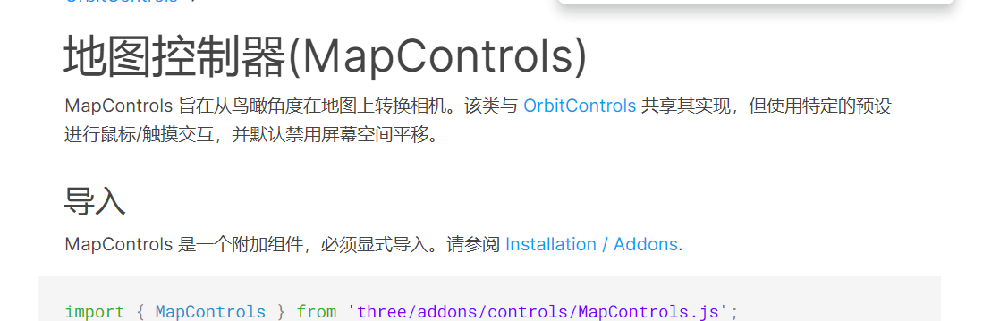 OrbitControls →
地图控制器(MapControls)
MapControls 旨在从鸟瞰角度在地图上转换相机。该类与 OrbitControls 共享其实现，但使用特定的预设
进行鼠标/触摸交互，并默认禁用屏幕空间平移。
导入
MapControls 是一个附加组件，必须显式导入。请参阅 Installation / Addons.
import { MapControls } from 'three/addons/controls/MapControls.js';